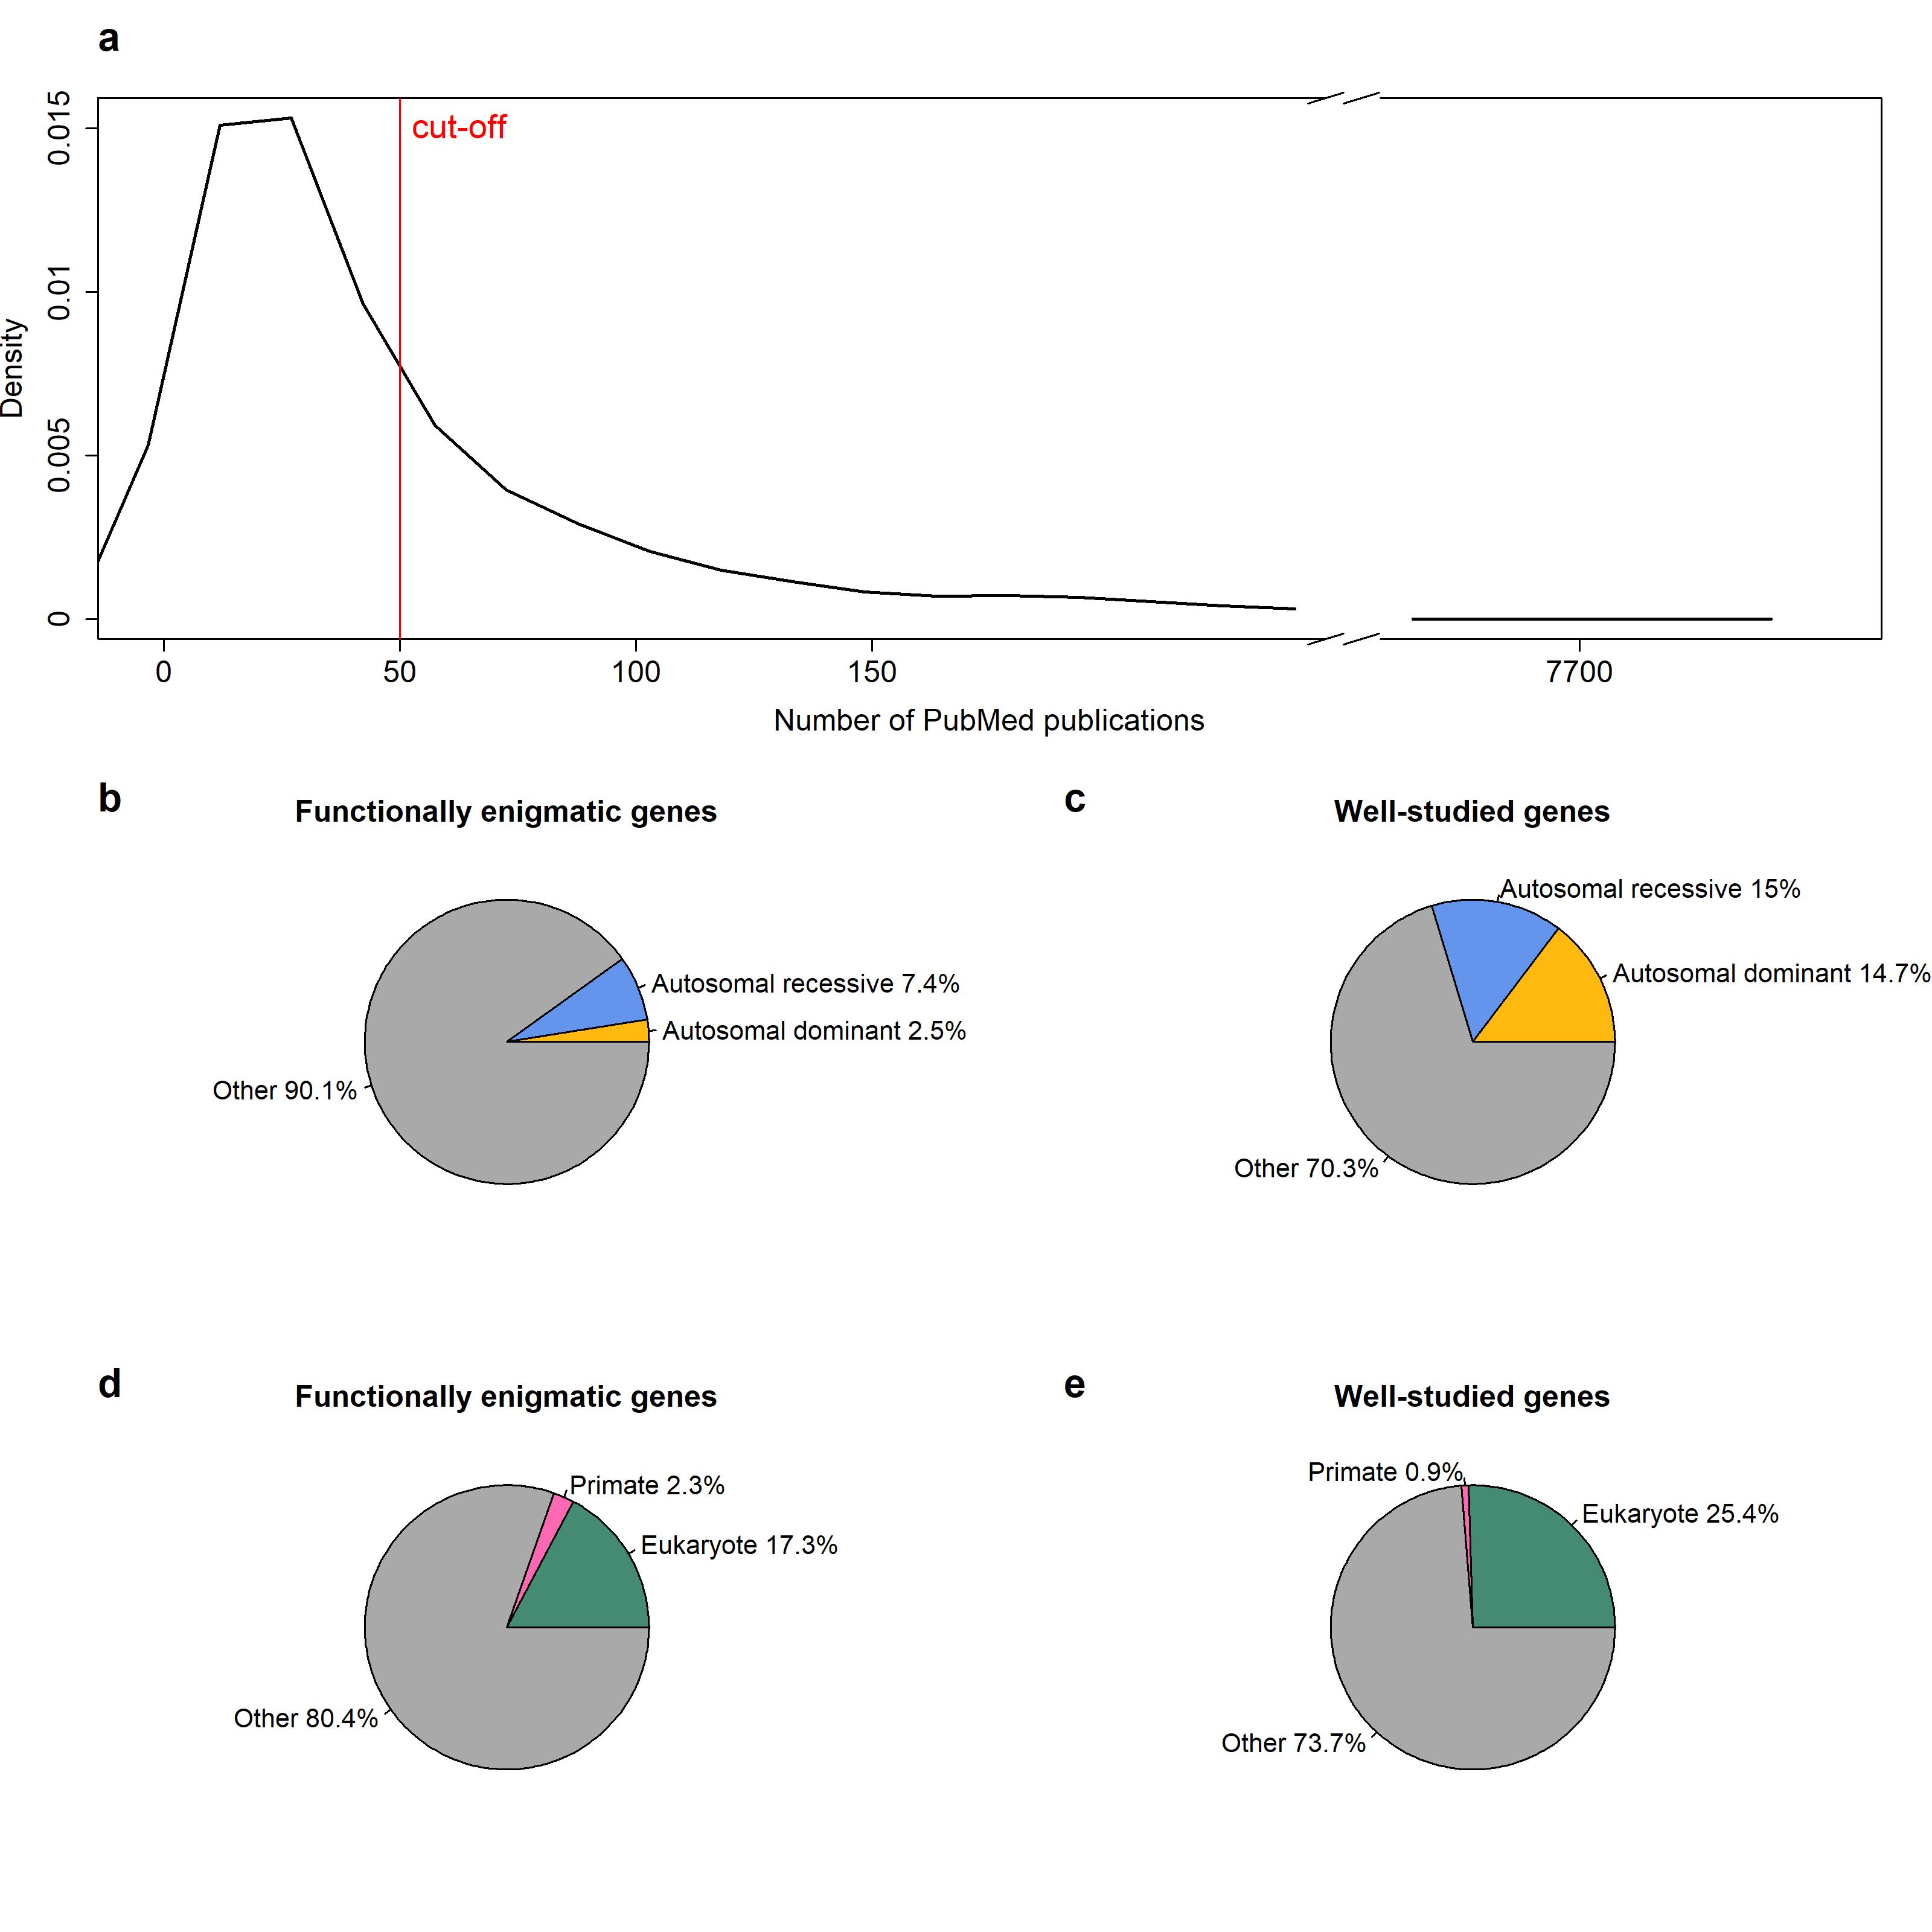 a
cut-off
0.015
0.01
0.005
0
Density
0 50 100 150 7700
Number of PubMed publications
b
Functionally enigmatic genes
Autosomal recessive 7.4%
Autosomal dominant 2.5%
Other 90.1%
c
Well-studied genes
Autosomal recessive 15%
Autosomal dominant 14.7%
Other 70.3%
d
Functionally enigmatic genes
Primate 2.3%
Eukaryote 17.3%
Other 80.4%
e
Well-studied genes
Primate 0.9%
Eukaryote 25.4%
Other 73.7%